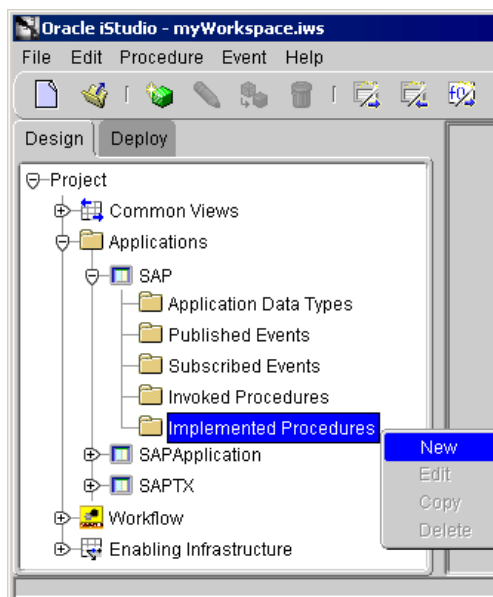 Oracle iStudio - myWorkspace.iws
File Edit Procedure Event Help
Design Deploy
Project
Common Views
Applications
SAP
Application Data Types
Published Events
Subscribed Events
Invoked Procedures
Implemented Procedures
New
SAPApplication
Edit
SAPTX
Copy
Workflow
Delete
Enabling Infrastructure